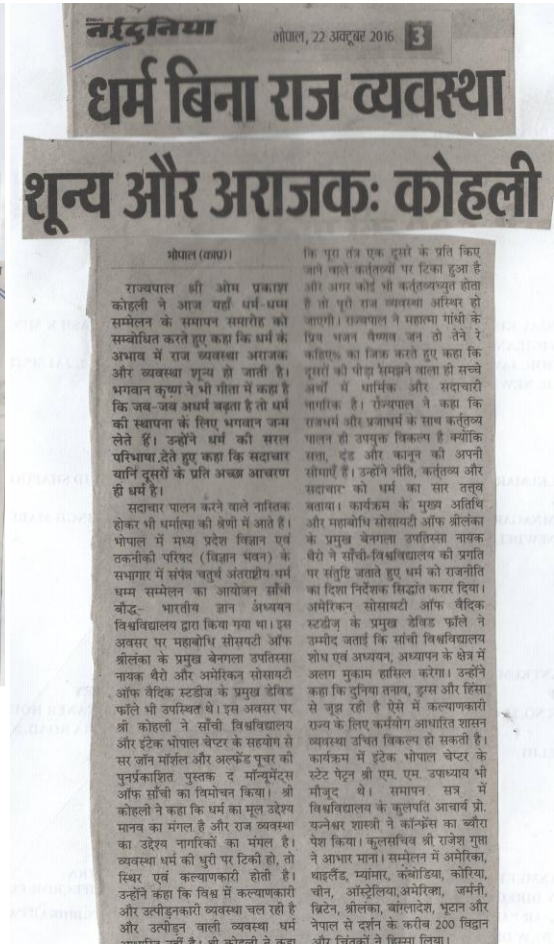 नईदुनिया
भोपाल, 22 अक्टूबर 2016 3
धर्म बिना राज व्यवस्था
शून्य और अराजकः कोहली
भोपाल (काप्र)।
राज्यपाल श्री ओम प्रकाश
कोहली ने आज यहाँ धर्म-धम्म
सम्मेलन के समापन समारोह को
सम्बोधित करते हुए कहा कि धर्म के
अभाव में राज व्यवस्था अराजक
और व्यवस्था शून्य हो जाती है।
भगवान कृष्ण ने भी गीता में कहा है
कि जब-जब अधर्म बढ़ता है तो धर्म
की स्थापना के लिए भगवान जन्म
लेते हैं। उन्होंने धर्म की सरल
परिभाषा देते हुए कहा कि सदाचार
यानि दूसरों के प्रति अच्छा आचरण
ही धर्म है।
सदाचार पालन करने वाले नास्तिक
होकर भी धर्मात्मा की श्रेणी में आते हैं।
भोपाल में मध्य प्रदेश विज्ञान एवं
तकनीकी परिषद (विज्ञान भवन) के
सभागार में संपन्न चतुर्थ अंतराष्ट्रीय धर्म
धम्म सम्मेलन का आयोजन साँची
बौद्ध- भारतीय ज्ञान अध्ययन
विश्वविद्यालय द्वारा किया गया था। इस
अवसर पर महाबोधि सोसयटी ऑफ
श्रीलंका के प्रमुख बेनगला उपतिस्सा
नायक थैरो और अमेरिकन सोसायटी
ऑफ वैदिक स्टडीज के प्रमुख डेविड
फॉले भी उपस्थित थे। इस अवसर पर
श्री कोहली ने साँची विश्वविद्यालय
और इंटेक भोपाल चेप्टर के सहयोग से
सर जॉन मॉर्शल और अल्फ्रेड पूचर की
पुनर्प्रकाशित पुस्तक द मॉन्यूमेंट्स
ऑफ साँची का विमोचन किया। श्री
कोहली ने कहा कि धर्म का मूल उद्देश्य
मानव का मंगल है और राज व्यवस्था
का उद्देश्य नागरिकों का मंगल है।
व्यवस्था धर्म की धुरी पर टिकी हो, तो
स्थिर एवं कल्याणकारी होती है।
उन्होंने कहा कि विश्व में कल्याणकारी
और उत्पीड़नकारी व्यवस्था चल रही है
और उत्पीड़न वाली व्यवस्था धर्म
आधारित नहीं है। श्री कोहली ने कहा
कि पूरा तंत्र एक दूसरे के प्रति किए
जाने वाले कर्तृतव्यों पर टिका हुआ है
और अगर कोई भी कर्तृतव्यच्युत होता
है तो पूरी राज व्यवस्था अस्थिर हो
जाएगी। राज्यपाल ने महात्मा गांधी के
प्रिय भजन वैष्णव जन तो तेने रे
कहिए% का जिक्र करते हुए कहा कि
दूसरों की पीड़ा समझने वाला ही सच्चे
अर्थों में धार्मिक और सदाचारी
नागरिक है। राज्यपाल ने कहा कि
राजधर्म और प्रजाधर्म के साथ कर्तृतव्य
पालन ही उपयुक्त विकल्प है क्योंकि
सत्ता, दंड और कानून की अपनी
सीमाएँ हैं। उन्होंने नीति, कर्तृतव्य और
सदाचार को धर्म का सार तत्तृव
बताया। कार्यक्रम के मुख्य अतिथि
और महाबोधि सोसायटी ऑफ श्रीलंका
के प्रमुख बेनगला उपतिस्सा नायक
थैरो ने साँची-विश्वविद्यालय की प्रगति
पर संतुष्टि जताते हुए धर्म को राजनीति
का दिशा निर्देशक सिद्धांत करार दिया।
अमेरिकन सोसायटी ऑफ वैदिक
स्टडीज् के प्रमुख डेविड फॉले ने
उम्मीद जताई कि सांची विश्वविद्यालय
शोध एवं अध्ययन, अध्यापन के क्षेत्र में
अलग मुकाम हासिल करेगा। उन्होंने
कहा कि दुनिया तनाव, ड्रग्स और हिंसा
से जूझ रही है ऐसे में कल्याणकारी
राज्य के लिए कर्मयोग आधारित शासन
व्यवस्था उचित विकल्प हो सकती है।
कार्यक्रम में इंटेक भोपाल चेप्टर के
स्टेट पेट्रन श्री एम. एम. उपाध्याय भी
मौजूद थे। समापन सत्र में
विश्वविद्यालय के कुलपति आचार्य प्रो.
यज्नेश्वर शास्त्री ने कॉन्फ्रेंस का ब्यौरा
पेश किया। कुलसचिव श्री राजेश गुप्ता
ने आभार माना। सम्मेलन में अमेरिका,
थाइलैंड, म्यांमार, कंबोडिया, कोरिया,
चीन, ऑस्ट्रेलिया,अमेरिका, जर्मनी,
ब्रिटेन, श्रीलंका, बांग्लादेश, भूटान और
नेपाल से दर्शन के करीब 200 विद्वान
और चिंतकों ने हिस्सा लिया।